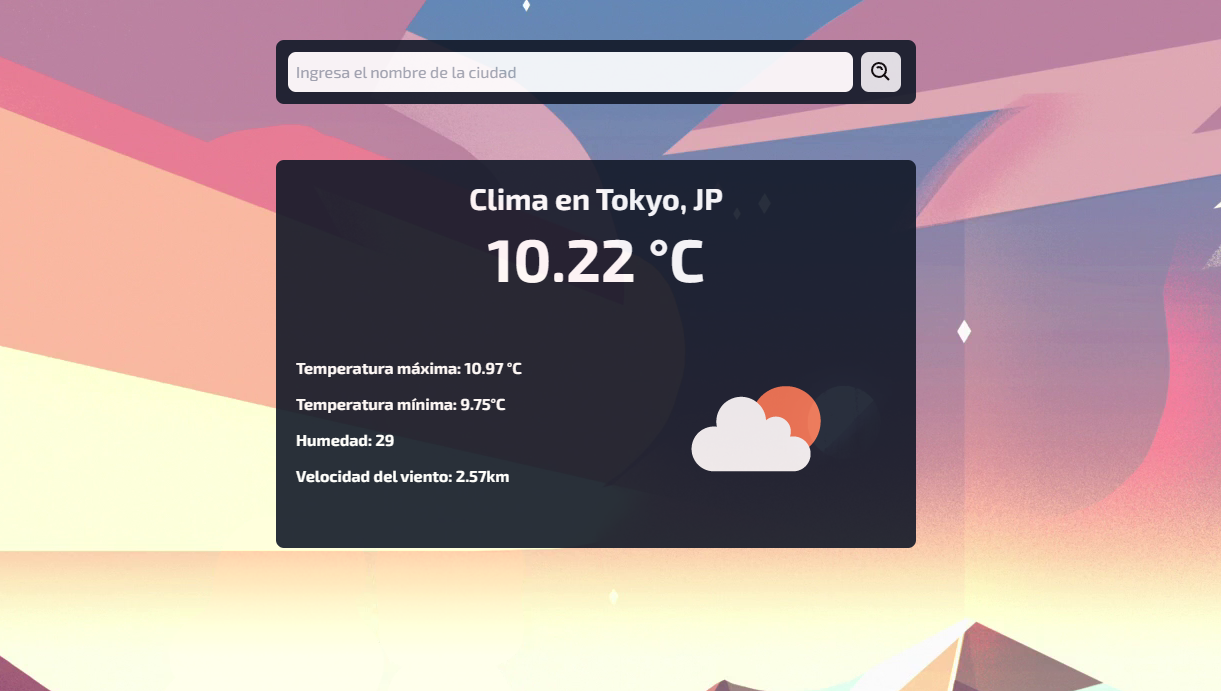 Ingresa el nombre de la ciudad
Clima en Tokyo, JP
10.22 °C
Temperatura máxima: 10.97 °C
Temperatura mínima: 9.75°C
Humedad: 29
Velocidad del viento: 2.57km